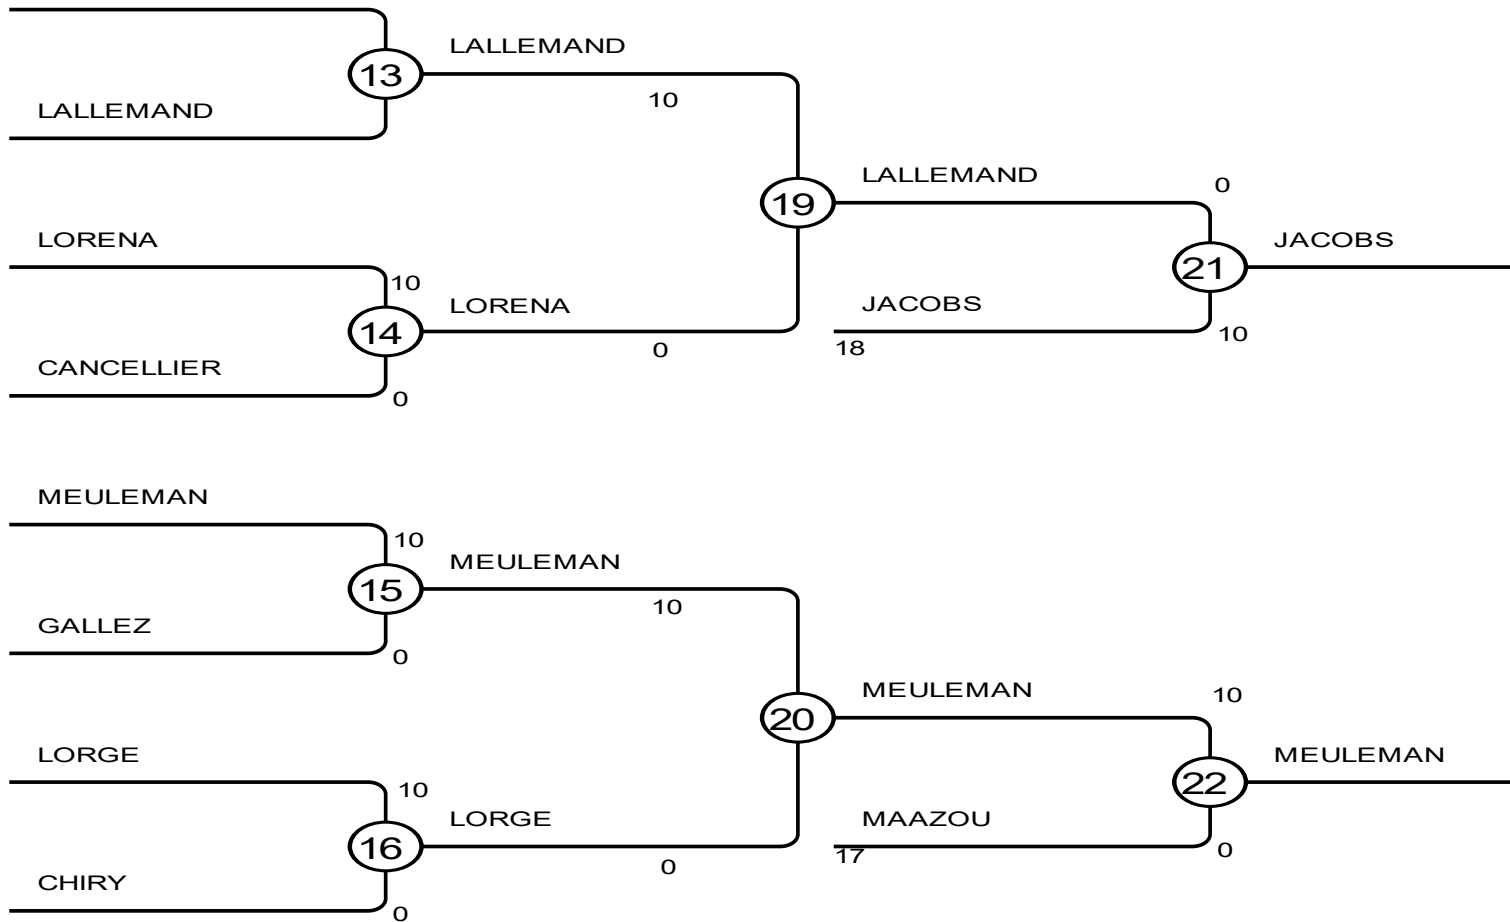 LALLEMAND
13
10
LALLEMAND
LALLEMAND
0
19
LORENA
JACOBS
21
10
LORENA
JACOBS
14
10
0
18
CANCELLIER
0
MEULEMAN
10
MEULEMAN
15
10
GALLEZ
0
MEULEMAN
10
20
LORGE
MEULEMAN
22
10
LORGE
MAAZOU
16
17
0
0
CHIRY
0